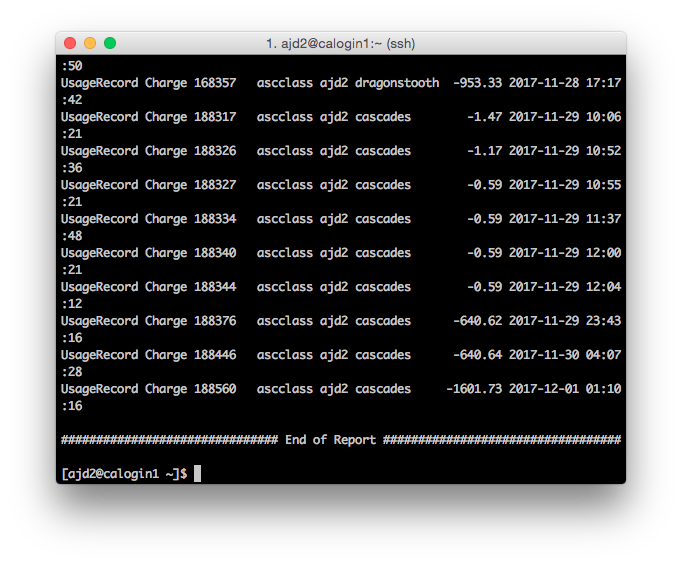 1. ajd2@calogin1:~ (ssh)
:50
UsageRecord Charge 168357   ascclass ajd2 dragonstooth  -953.33 2017-11-28 17:17
:42
UsageRecord Charge 188317   ascclass ajd2 cascades        -1.47 2017-11-29 10:06
:21
UsageRecord Charge 188326   ascclass ajd2 cascades        -1.17 2017-11-29 10:52
:36
UsageRecord Charge 188327   ascclass ajd2 cascades        -0.59 2017-11-29 10:55
:21
UsageRecord Charge 188334   ascclass ajd2 cascades        -0.59 2017-11-29 11:37
:48
UsageRecord Charge 188340   ascclass ajd2 cascades        -0.59 2017-11-29 12:00
:21
UsageRecord Charge 188344   ascclass ajd2 cascades        -0.59 2017-11-29 12:04
:12
UsageRecord Charge 188376   ascclass ajd2 cascades      -640.62 2017-11-29 23:43
:16
UsageRecord Charge 188446   ascclass ajd2 cascades      -640.64 2017-11-30 04:07
:28
UsageRecord Charge 188560   ascclass ajd2 cascades     -1601.73 2017-12-01 01:10
:16
############################### End of Report ##################################
[ajd2@calogin1 ~]$